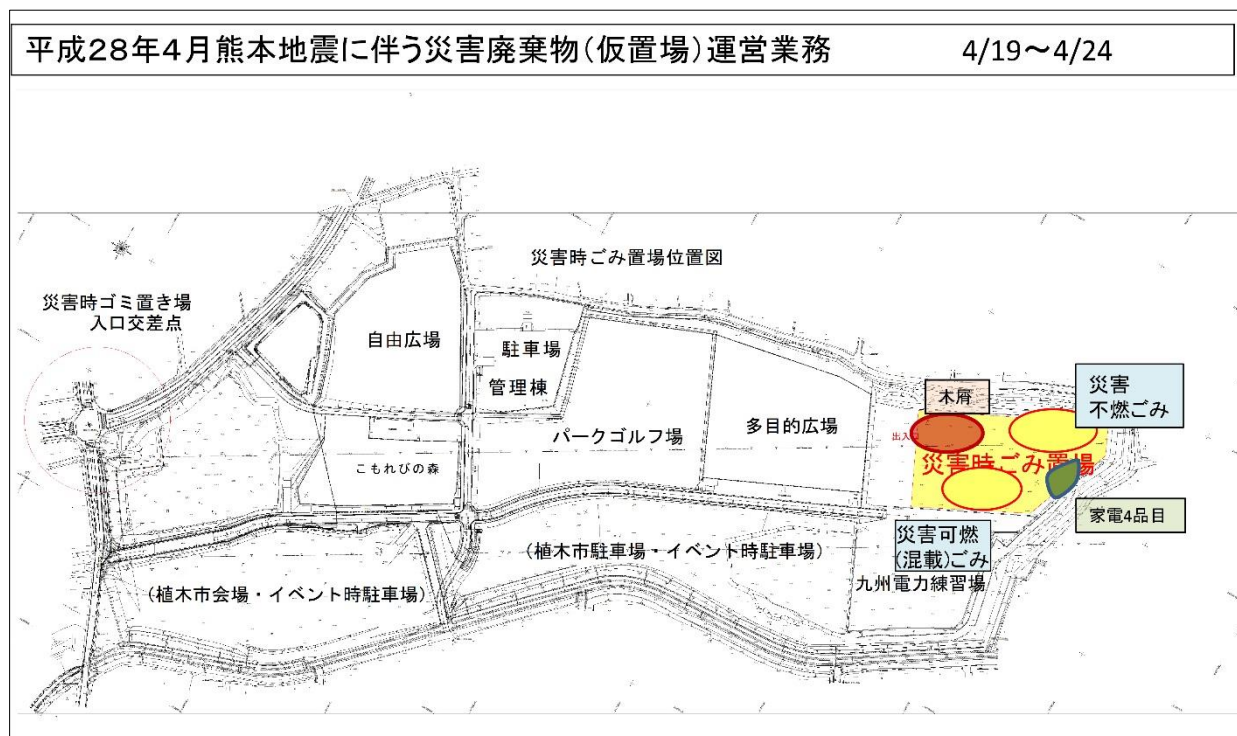 平成28年4月熊本地震に伴う災害廃棄物(仮置場)運営業務 4/19～4/24
災害時ごみ置場位置図
災害時ゴミ置き場
入口交差点
自由広場
駐車場
管理棟
パークゴルフ場
多目的広場
こもれびの森
木屑
災害
不燃ごみ
出入口
災害時ごみ置場
家電4品目
災害可燃
(混載)ごみ
九州電力練習場
(植木市駐車場・イベント時駐車場)
(植木市会場・イベント時駐車場)